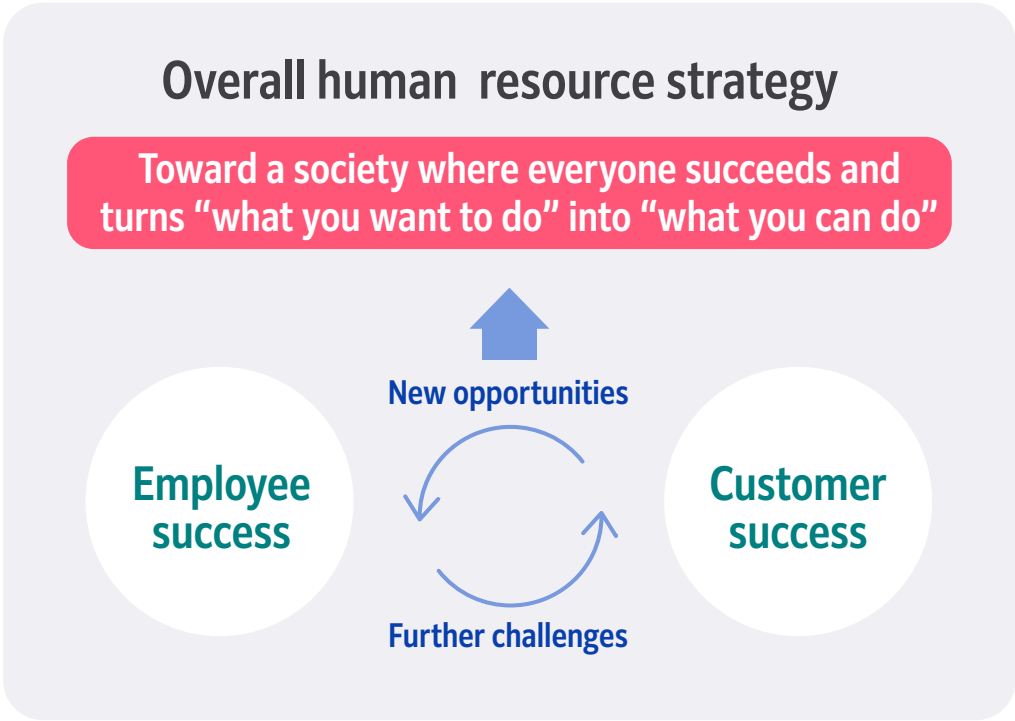 Overall human resource strategy
Toward a society where everyone succeeds and
turns “what you want to do” into “what you can do”
New opportunities
Employee
success
Customer
success
Further challenges